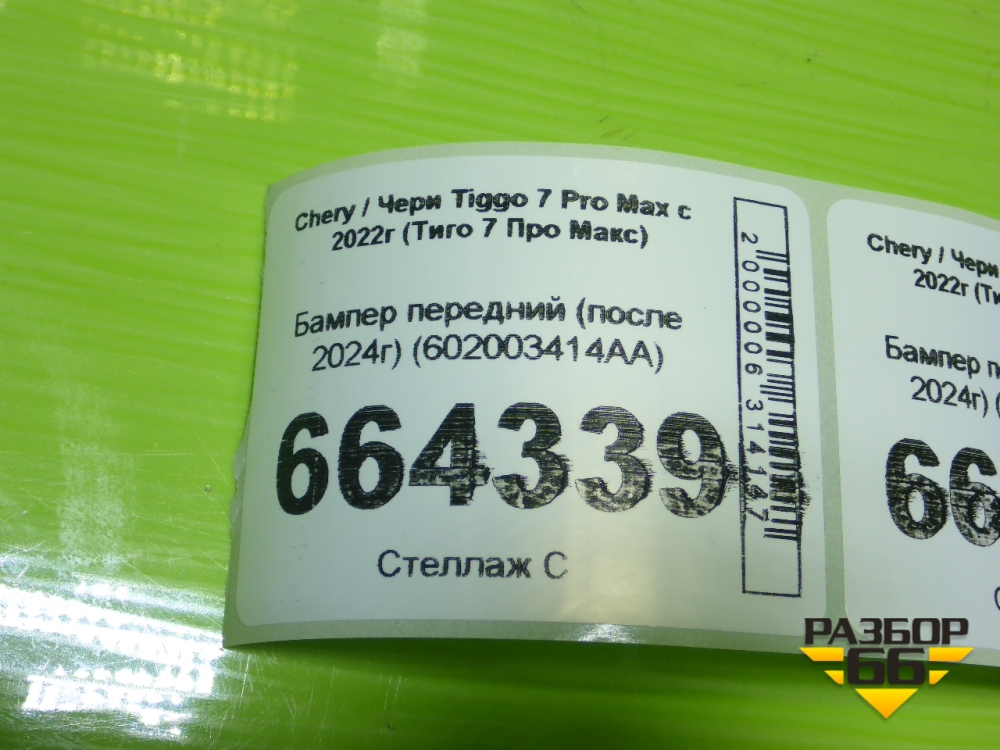 Chery / Чери Tiggo 7 Pro Max с
2022г (Тиго 7 Про Макс)
Бампер передний (после
2024г) (602003414AA)
664339
Стеллаж С
Chery / Чери
2022г (Ти
Бампер п
2024г) (
66
РАЗБОР
66